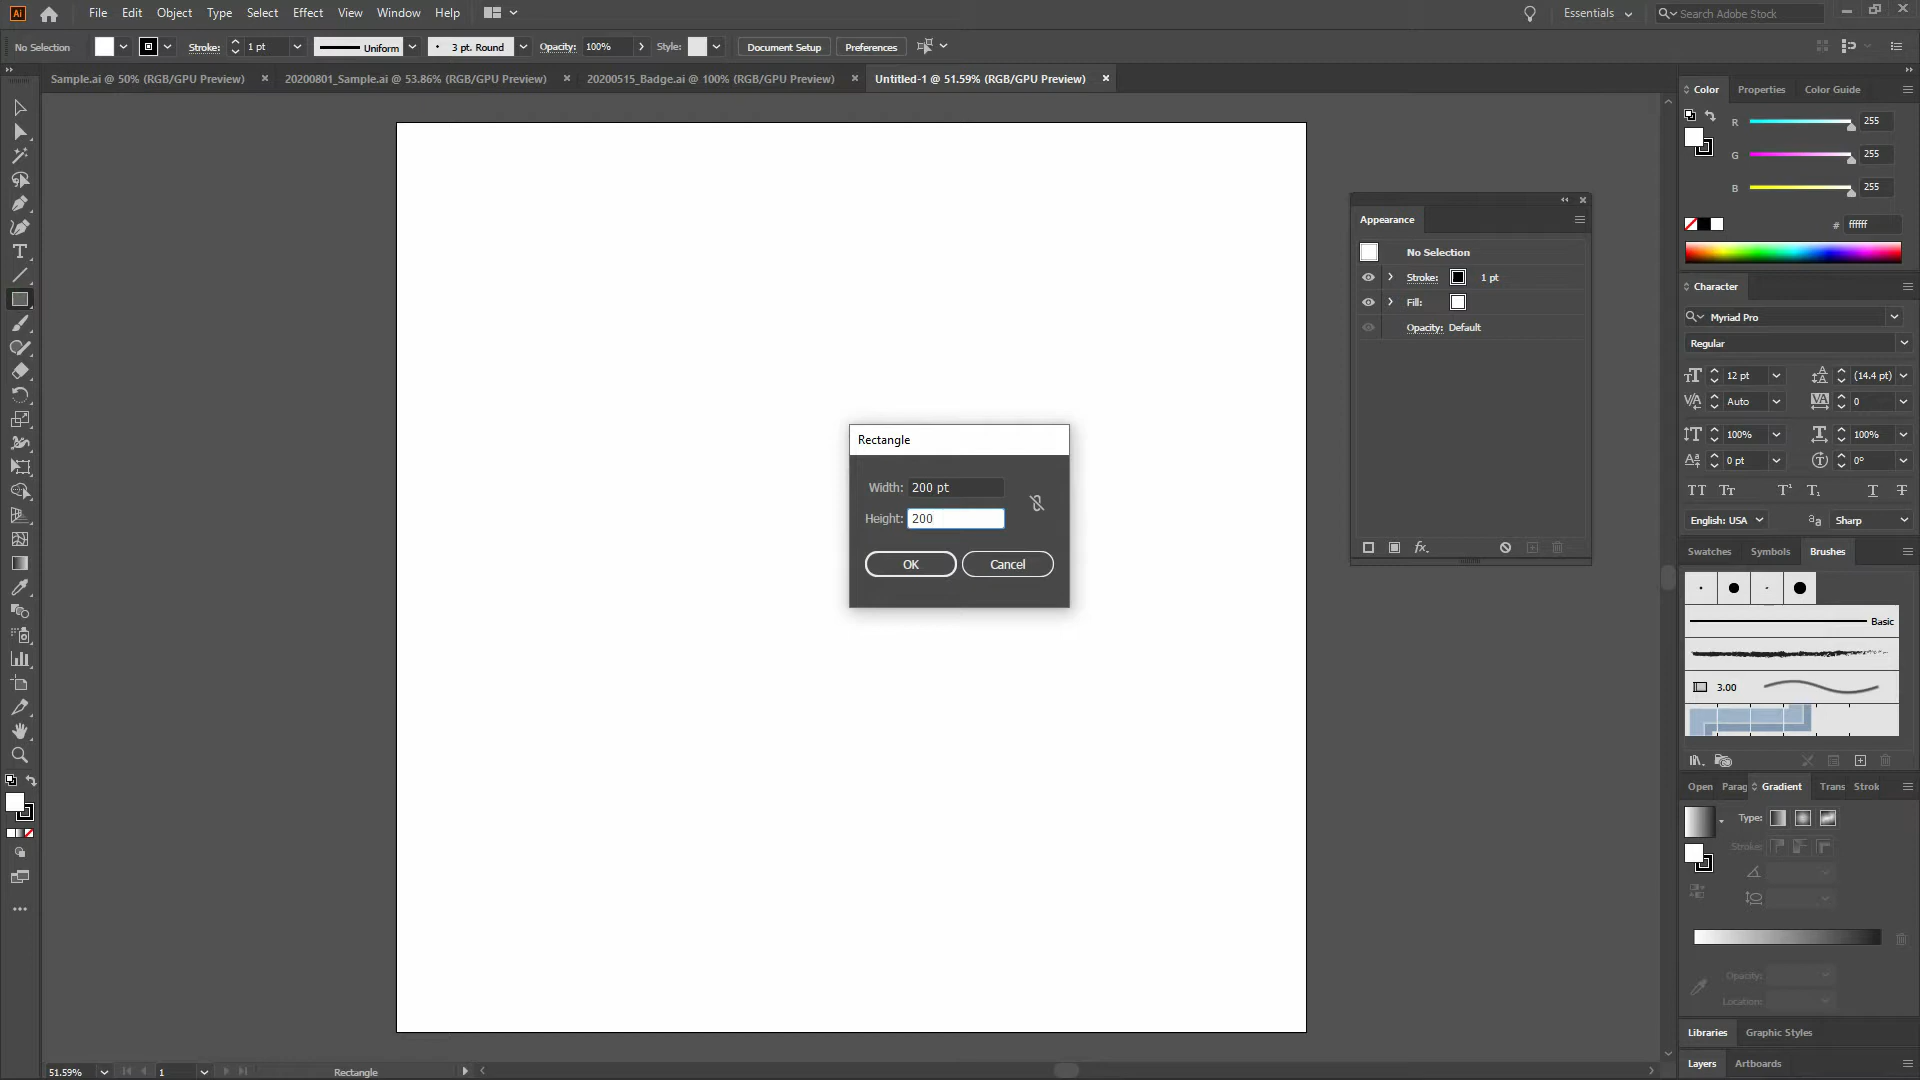 Ai File Edit Object Type Select Effect View Window Help Essentials Search Adobe Stock
No Selection Stroke: 1 pt Uniform 3 pt. Round Opacity: 100% Style: Document Setup Preferences
Sample.ai @ 50% (RGB/GPU Preview) 20200801_Sample.ai @ 53.86% (RGB/GPU Preview) 20200515_Badge.ai @ 100% (RGB/GPU Preview) Untitled-1 @ 51.59% (RGB/GPU Preview)
Color Properties Color Guide
R 255
G 255
B 255
# ffffff
Appearance
No Selection
Stroke: 1 pt
Fill:
Opacity: Default
fx.
Rectangle
Width: 200 pt
Height: 200
OK Cancel
Character
Myriad Pro
Regular
12 pt (14.4 pt)
Auto 0
100% 100%
0 pt 0°
English: USA Sharp
Swatches Symbols Brushes
Basic
3.00
Open Parag Gradient Trans Strok
Type:
Stroke:
Opacity:
Location:
Libraries Graphic Styles
Layers Artboards
51.59% 1 Rectangle